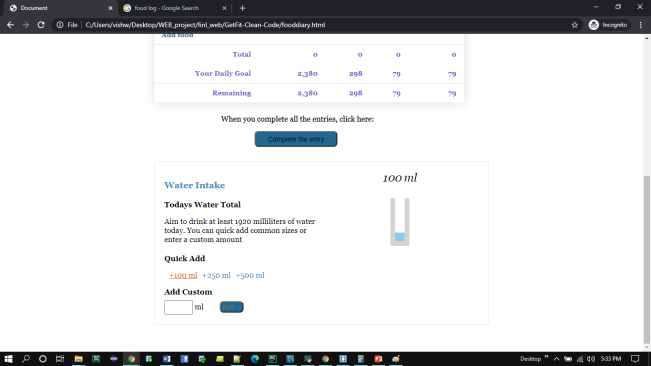 Document
food log - Google Search
Incognito
File C:/Users/vishw/Desktop/WEB_project/finl_web/GetFit-Clean-Code/fooddiary.html
Add food
Total 0 0 0 0
Your Daily Goal 2,380 298 79 79
Remaining 2,380 298 79 79
When you complete all the entries, click here:
Complete the entry
100 ml
Water Intake
Todays Water Total
Aim to drink at least 1920 milliliters of water
today. You can quick add common sizes or
enter a custom amount
Quick Add
+100 ml +250 ml +500 ml
Add Custom
ml
Desktop 5:33 PM